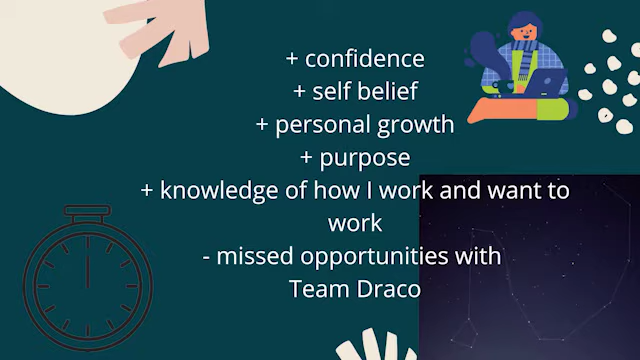 + confidence
+ self belief
+ personal growth
+ purpose
+ knowledge of how I work and want to
work
- missed opportunities with
Team Draco